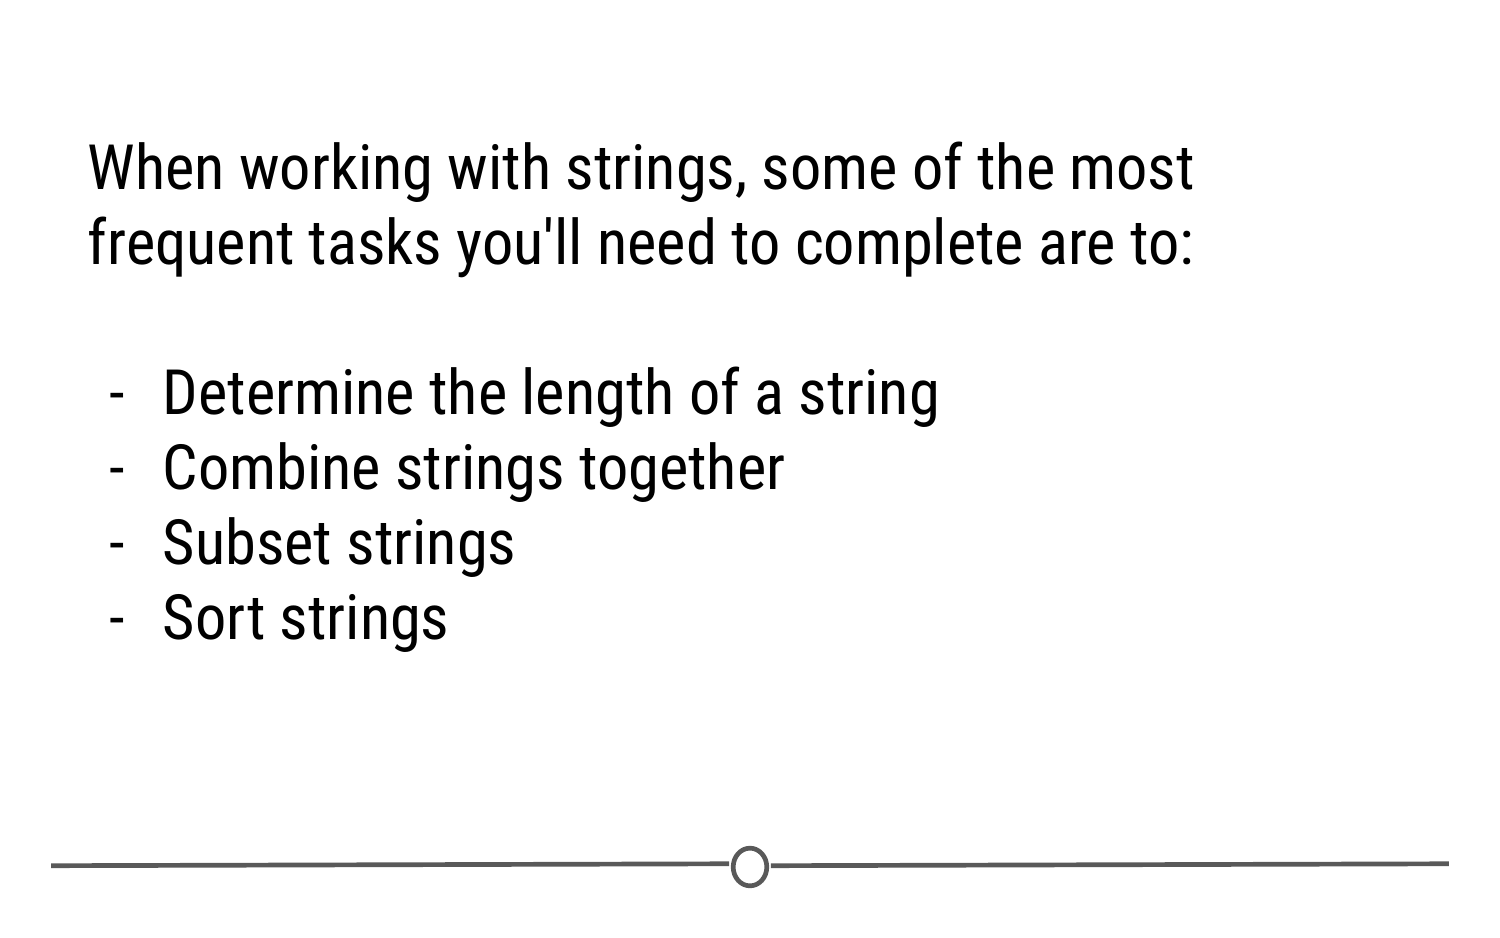 When working with strings, some of the most
frequent tasks you'll need to complete are to:
- Determine the length of a string
- Combine strings together
- Subset strings
- Sort strings